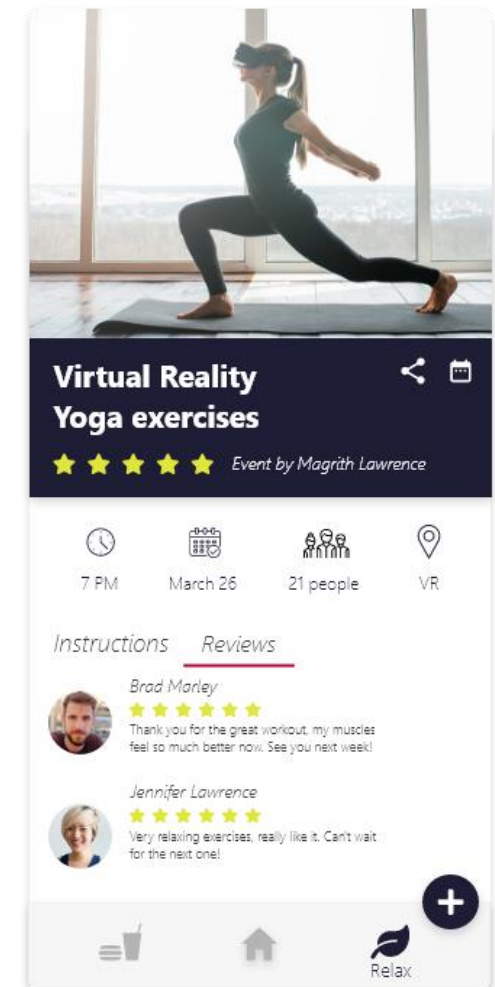 Virtual Reality
Yoga exercises
Event by Magrith Lawrence
7 PM
March 26
21 people
VR
Instructions
Reviews
Brad Marley
Thank you for the great workout, my muscles
feel so much better now. See you next week!
Jennifer Lawrence
Very relaxing exercises, really like it. Can't wait
for the next one!
Relax